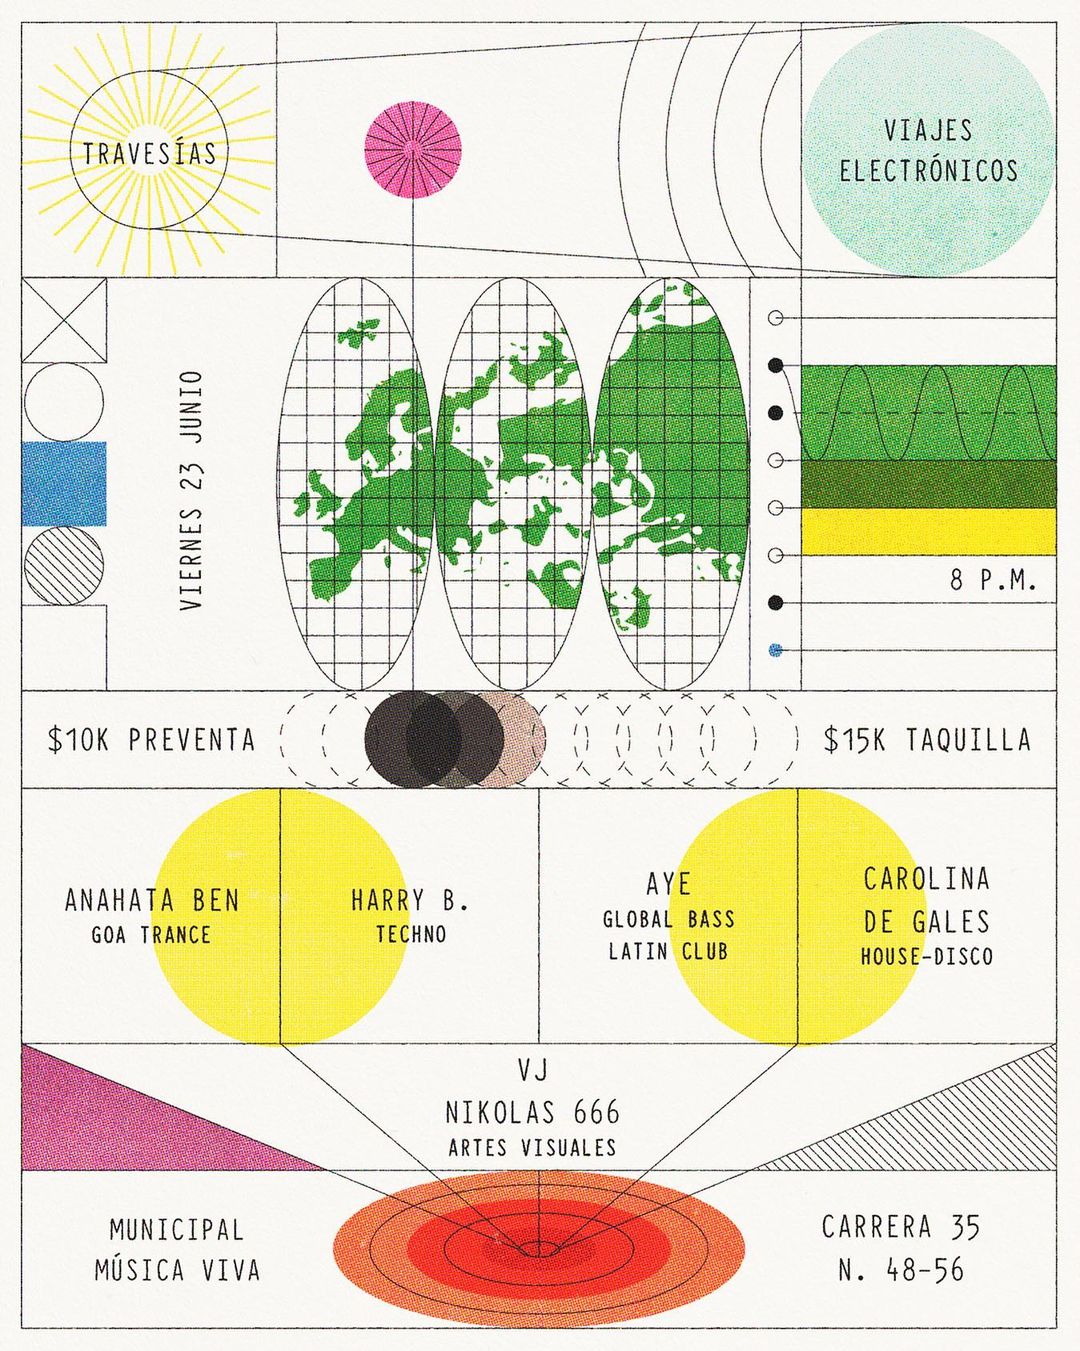 TRAVESÍAS
VIAJES
ELECTRÓNICOS
VIERNES 23 JUNIO
8 P.M.
$10K PREVENTA
$15K TAQUILLA
ANAHATA BEN
GOA TRANCE
HARRY B.
TECHNO
AYE
GLOBAL BASS
LATIN CLUB
CAROLINA
DE GALES
HOUSE-DISCO
VJ
NIKOLAS 666
ARTES VISUALES
MUNICIPAL
MÚSICA VIVA
CARRERA 35
N. 48-56